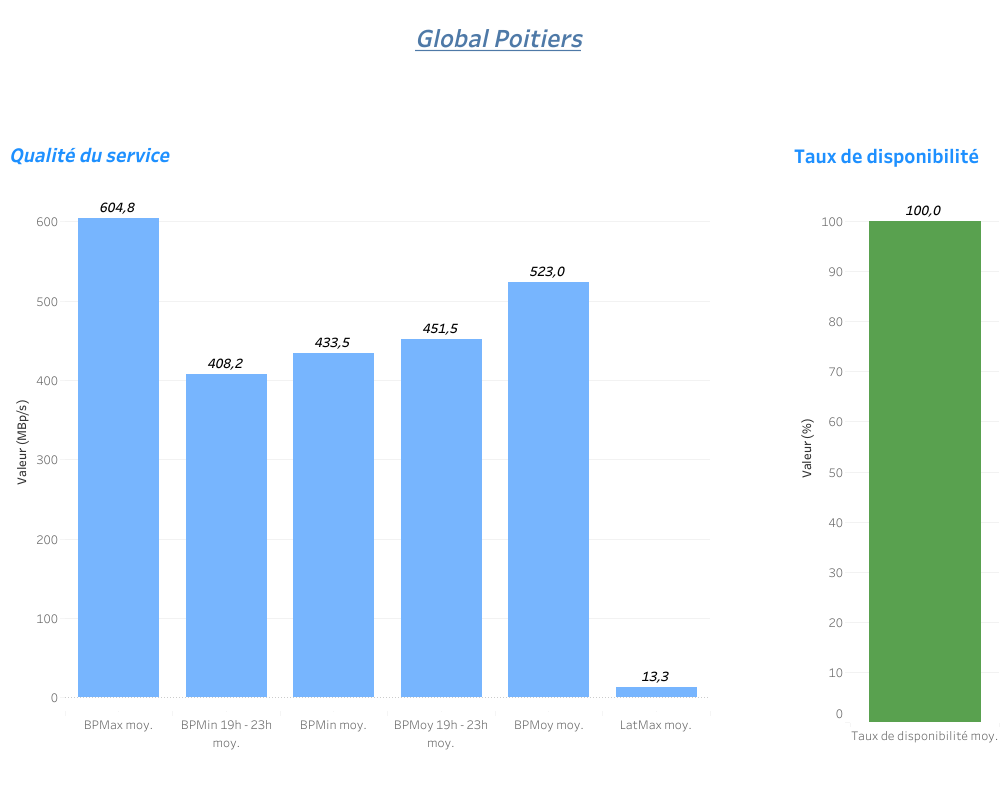 Global Poitiers
Qualité du service
Taux de disponibilité
604,8
408,2
433,5
451,5
523,0
13,3
600
500
400
300
200
100
0
Valeur (MBp/s)
BPMax moy.
BPMin 19h - 23h
moy.
BPMin moy.
BPMoy 19h - 23h
moy.
BPMoy moy.
LatMax moy.
100,0
100
90
80
70
60
50
40
30
20
10
0
Valeur (%)
Taux de disponibilité moy.